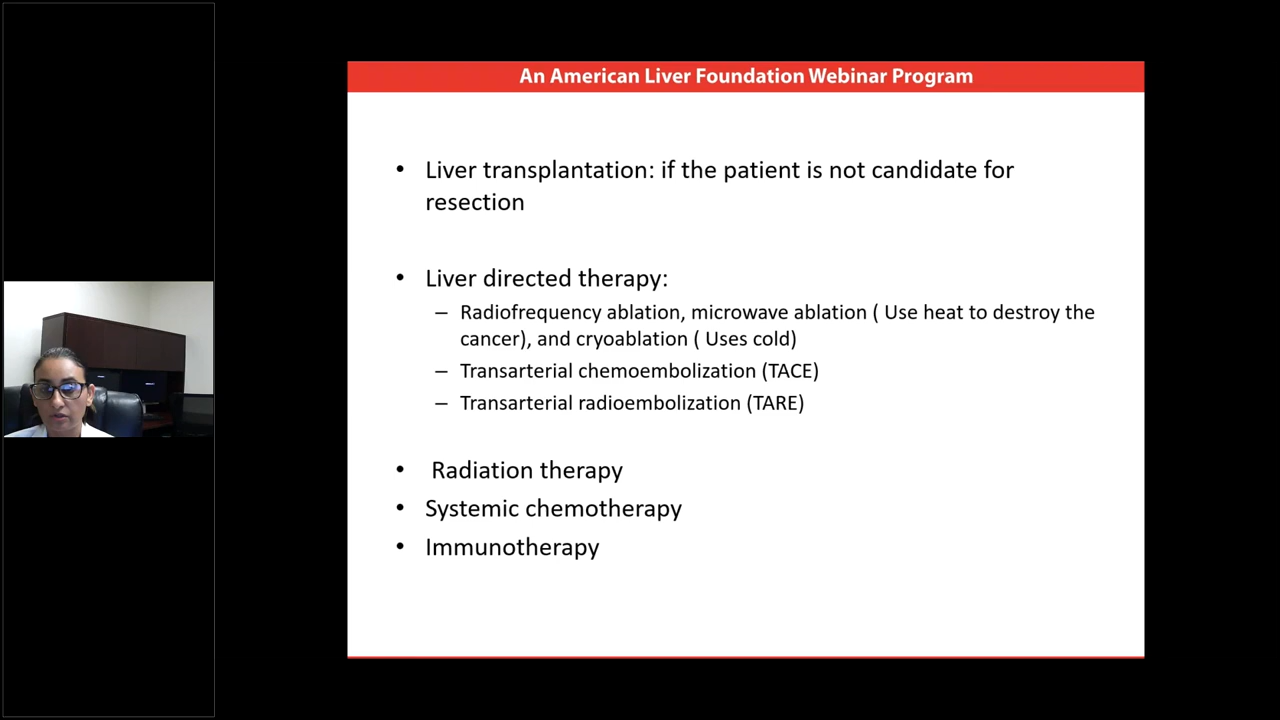 An American Liver Foundation Webinar Program
• Liver transplantation: if the patient is not candidate for
resection
• Liver directed therapy:
– Radiofrequency ablation, microwave ablation ( Use heat to destroy the
cancer), and cryoablation ( Uses cold)
– Transarterial chemoembolization (TACE)
– Transarterial radioembolization (TARE)
• Radiation therapy
• Systemic chemotherapy
• Immunotherapy